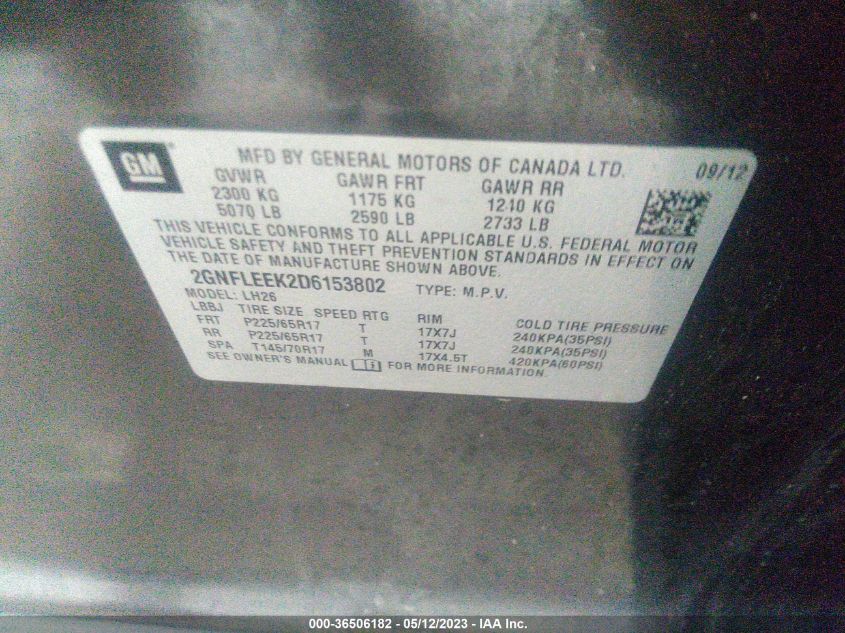 GM
MFD BY GENERAL MOTORS OF CANADA LTD. 09/12
GVWR GAWR FRT GAWR RR
2300 KG 1175 KG 1240 KG
5070 LB 2590 LB 2733 LB
THIS VEHICLE CONFORMS TO ALL APPLICABLE U.S. FEDERAL MOTOR
VEHICLE SAFETY AND THEFT PREVENTION STANDARDS IN EFFECT ON
THE DATE OF MANUFACTURE SHOWN ABOVE.
2GNFLEEK2D6153802 TYPE: M.P.V.
MODEL: LH26
LBBJ TIRE SIZE SPEED RTG RIM COLD TIRE PRESSURE
FRT P225/65R17 T 17X7J 240KPA(35PSI)
RR P225/65R17 T 17X7J 240KPA(35PSI)
SPA T145/70R17 M 17X4.5T 420KPA(60PSI)
SEE OWNER'S MANUAL FOR MORE INFORMATION.
000-36506182 - 05/12/2023 - IAA Inc.